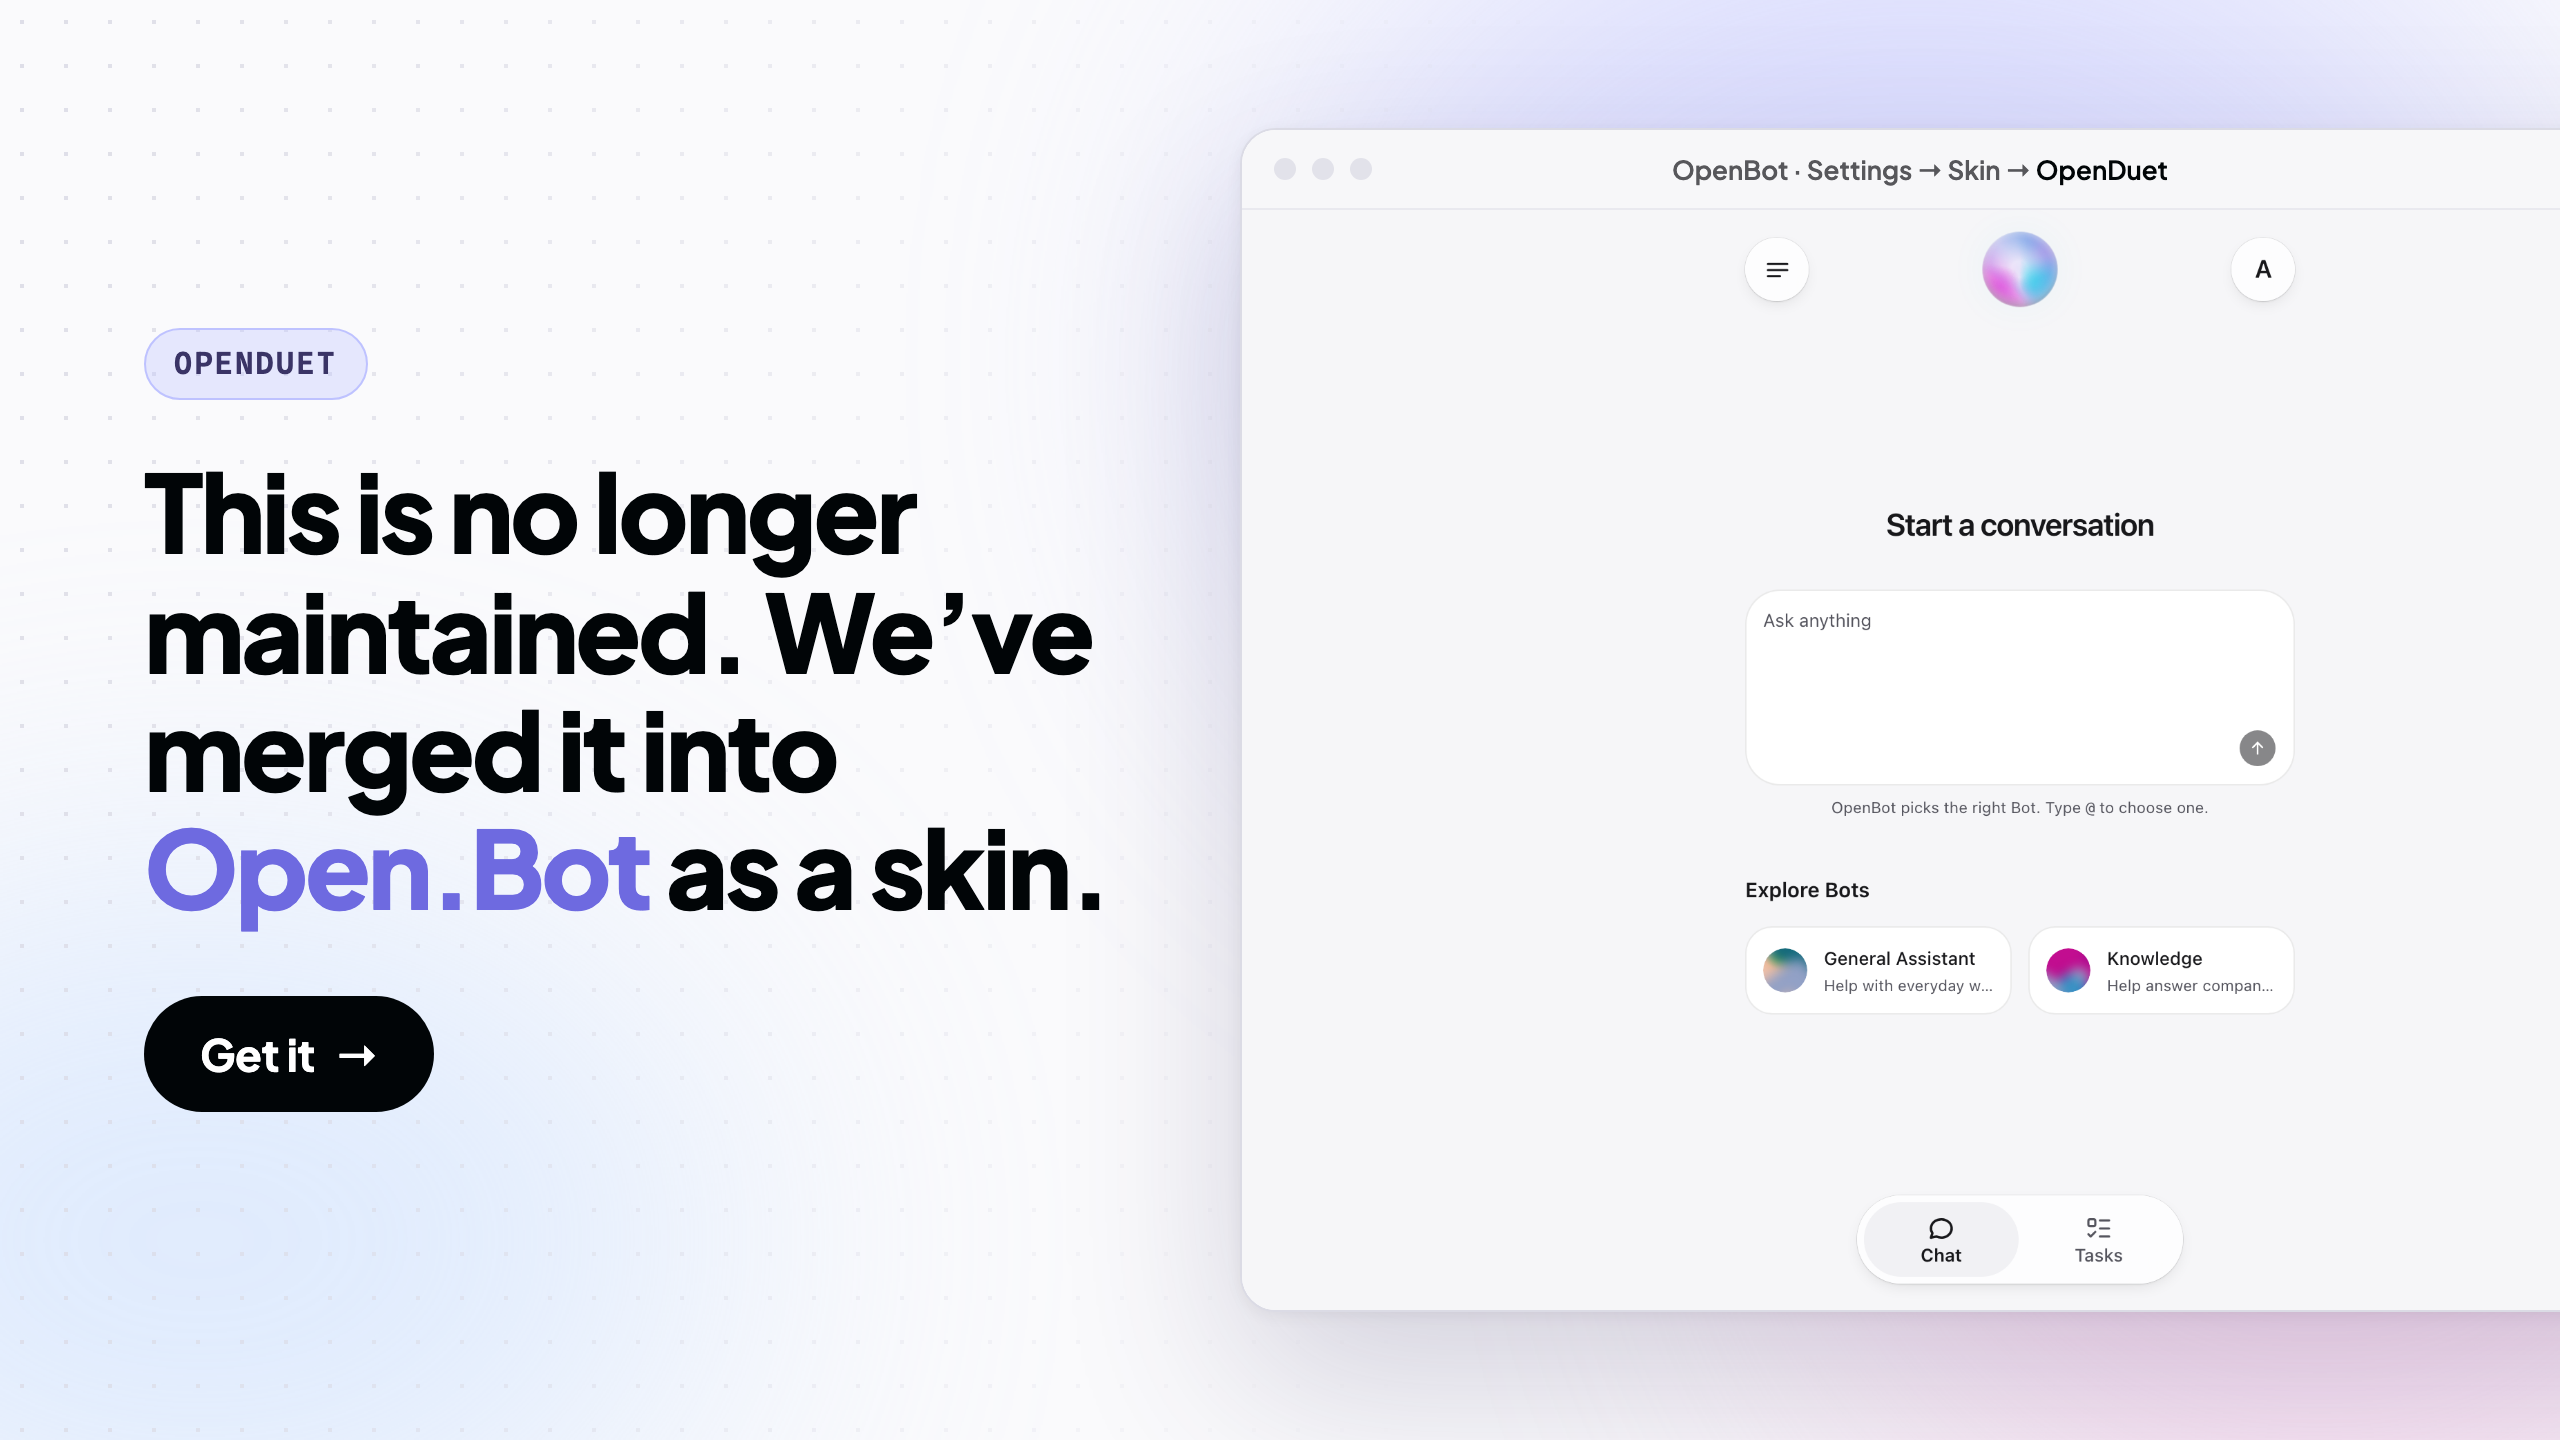 OPENDUET
This is no longer
maintained. We’ve
merged it into
Open.Bot as a skin.
Get it →
OpenBot · Settings → Skin → OpenDuet
A
Start a conversation
Ask anything
OpenBot picks the right Bot. Type @ to choose one.
Explore Bots
General Assistant
Help with everyday w...
Knowledge
Help answer compan...
Chat
Tasks